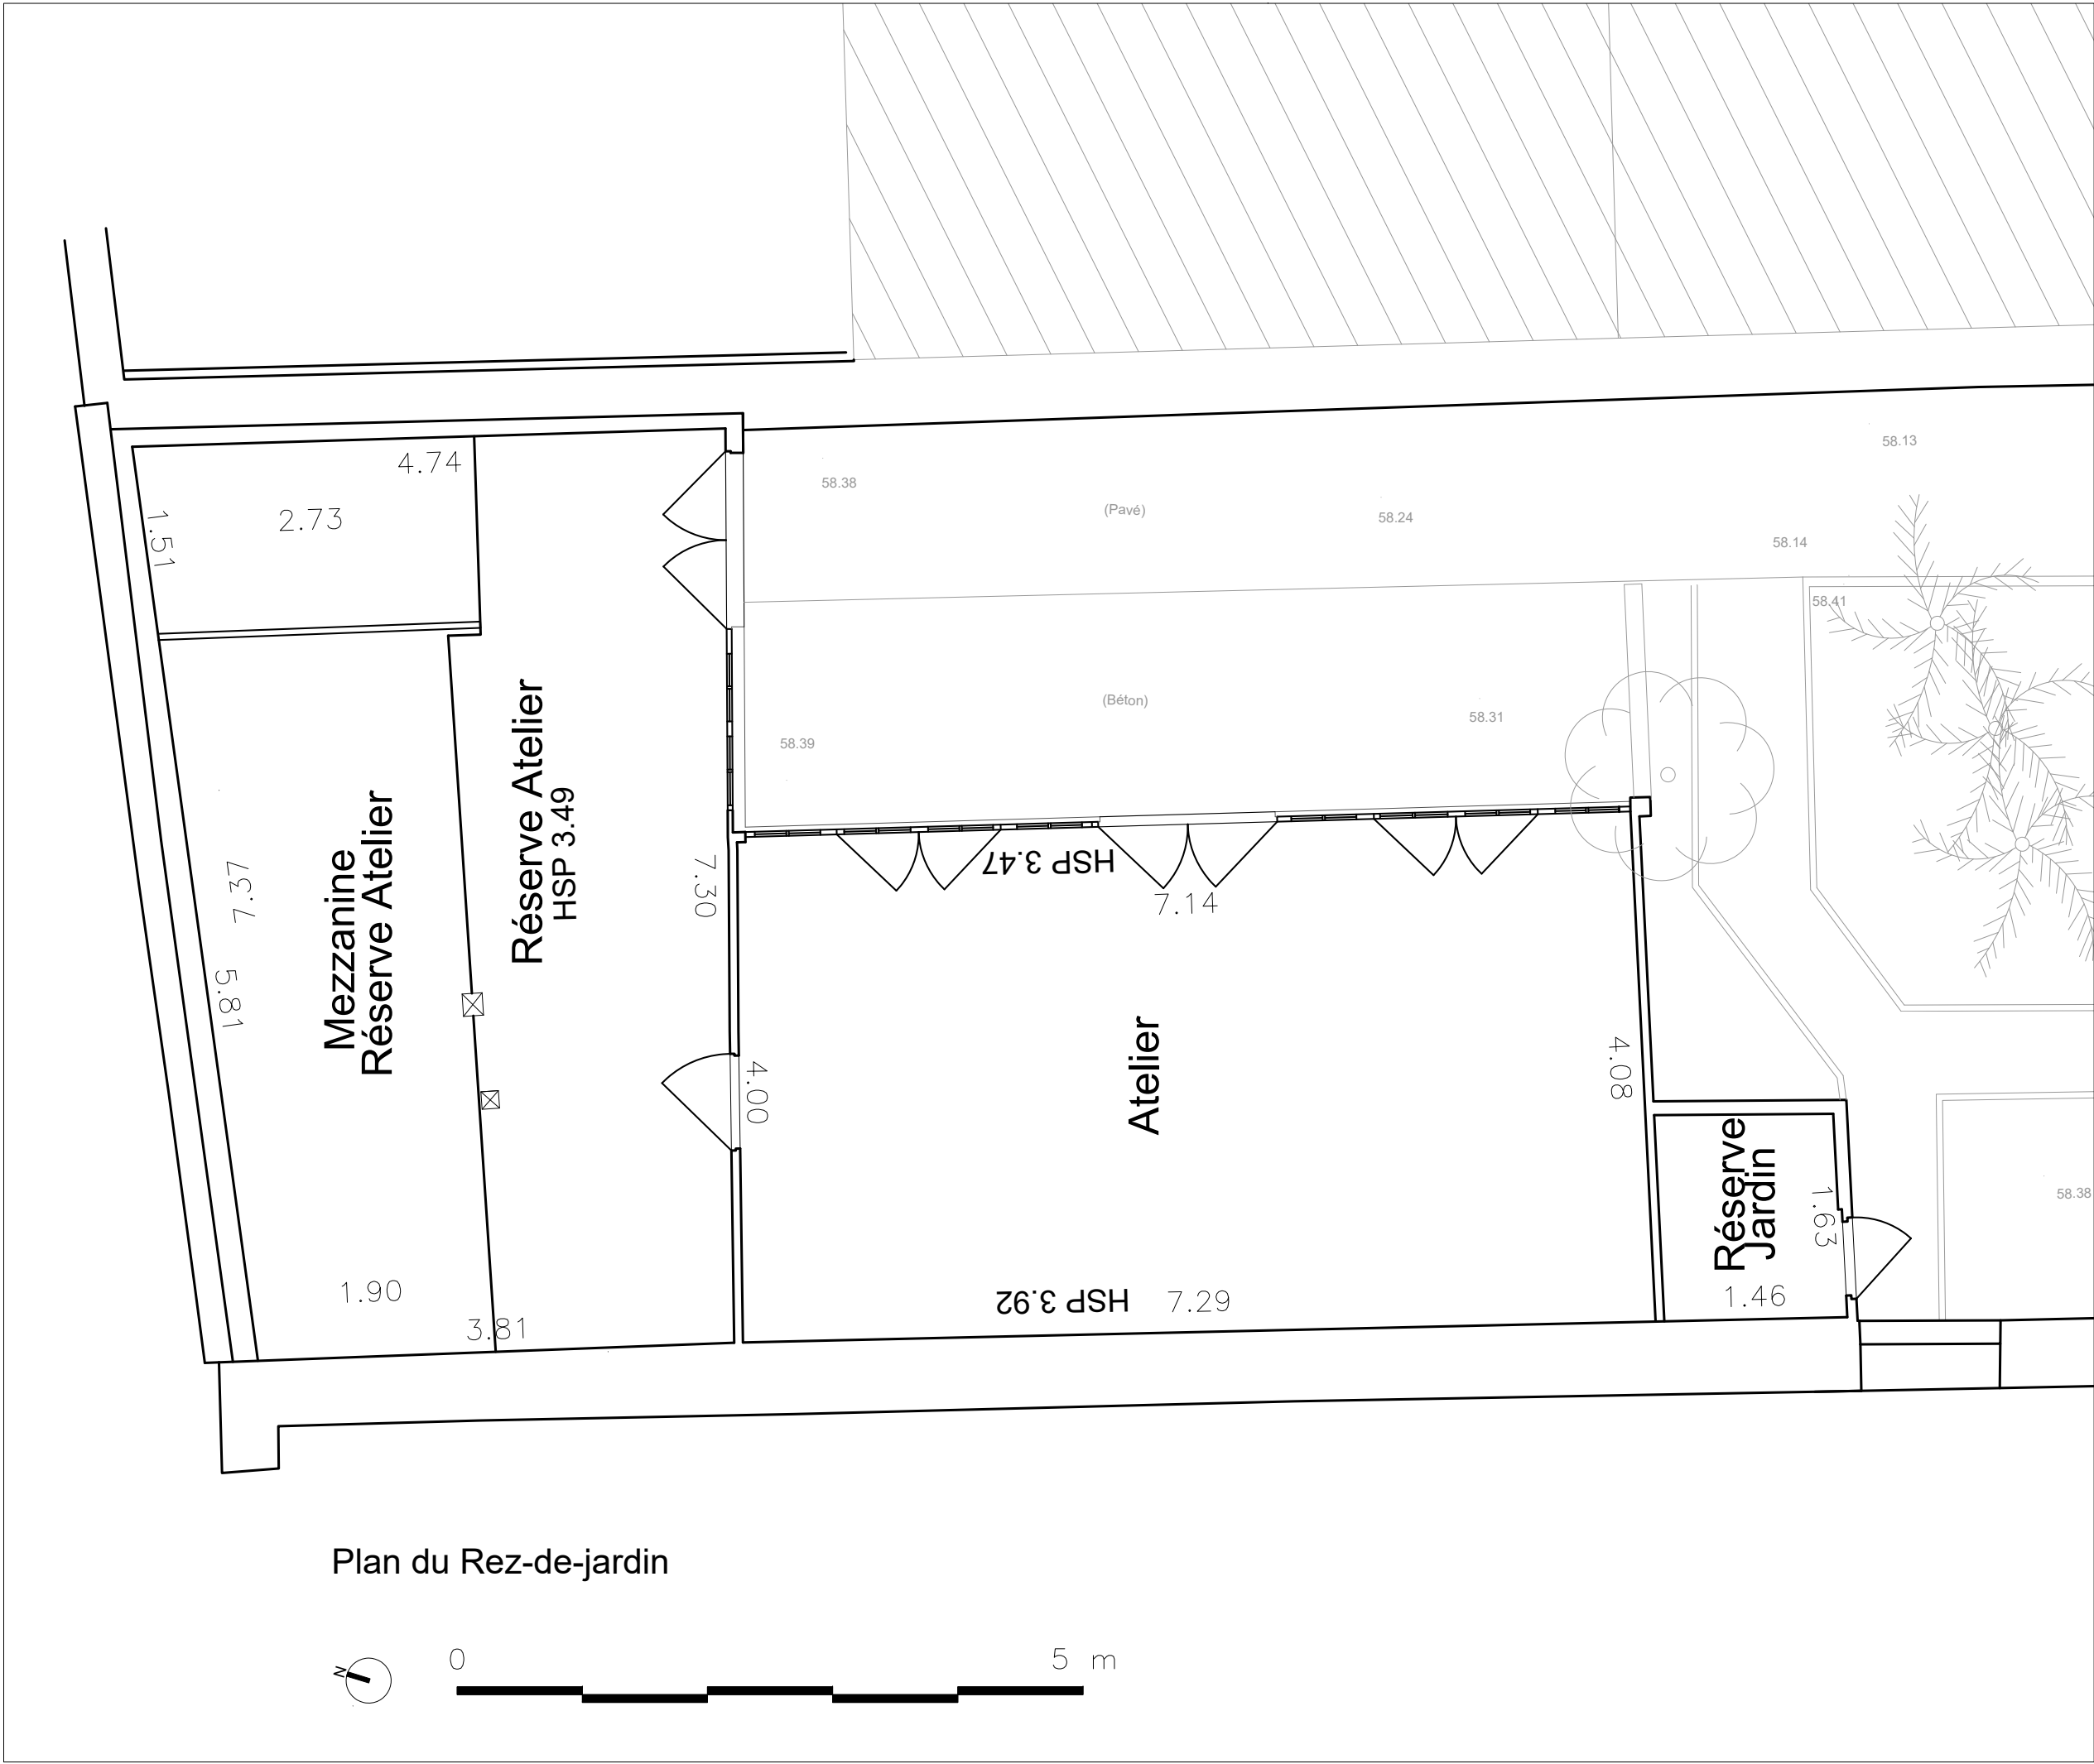 58.13
4.74
58.38
2.73
(Pavé)
58.24
1.51
58.14
58.41
(Béton)
58.31
58.39
HSP 3.47
7.30
7.37
7.14
Mezzanine
Réserve Atelier
Réserve Atelier
HSP 3.49
5.81
4.00
Atelier
4.08
Réserve
Jardin
1.63
58.38
1.90
HSP 3.92
7.29
1.46
3.81
Plan du Rez-de-jardin
N
0
5 m